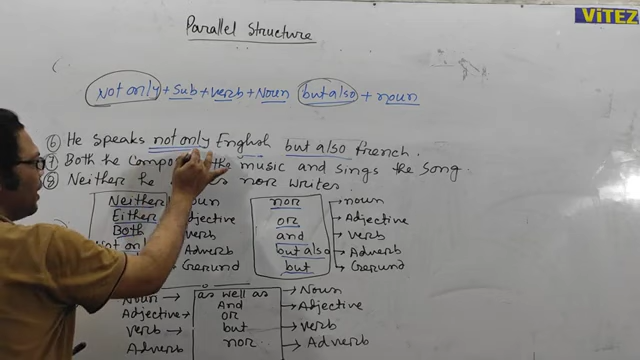 Parallel Structure
ViTEZ
Not only + Sub + verb + Noun but also + noun
⑥ He speaks not only English but also French.
⑦ Both he the music and sings the song.
⑧ Neither he nor writes.
Neither Noun nor noun
Either Adjective or Adjective
Both verb and verb
Not only Adverb but also Adverb
Gerund but Gerund
Noun → as well as → Noun
Adjective → And → Adjective
verb → or → verb
but
Adverb nor → Adverb